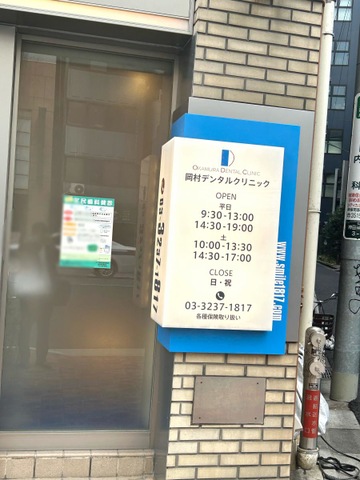 OKAMURA DENTAL CLINIC
岡村デンタルクリニック
OPEN
平日
9:30-13:00
14:30-19:00
土
10:00-13:30
14:30-17:00
CLOSE
日・祝
03-3237-1817
各種保険取り扱い
www.smile1817.com
03-3237-1817